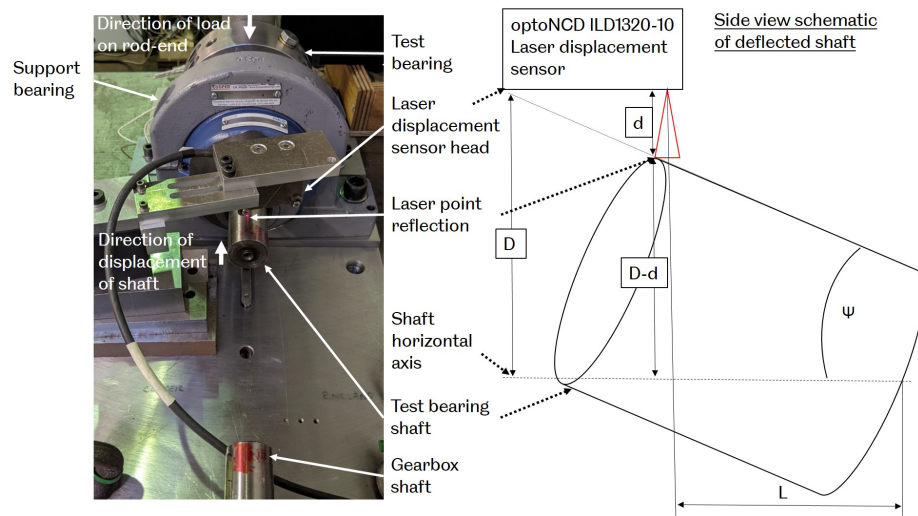 Direction of load
on rod-end
Support
bearing
Test
bearing
Laser
displacement
sensor head
Laser point
reflection
Direction of
displacement
of shaft
Shaft
horizontal
axis
Test bearing
shaft
Gearbox
shaft
optoNCD ILD1320-10
Laser displacement
sensor
Side view schematic
of deflected shaft
d
D
D-d
Ψ
L